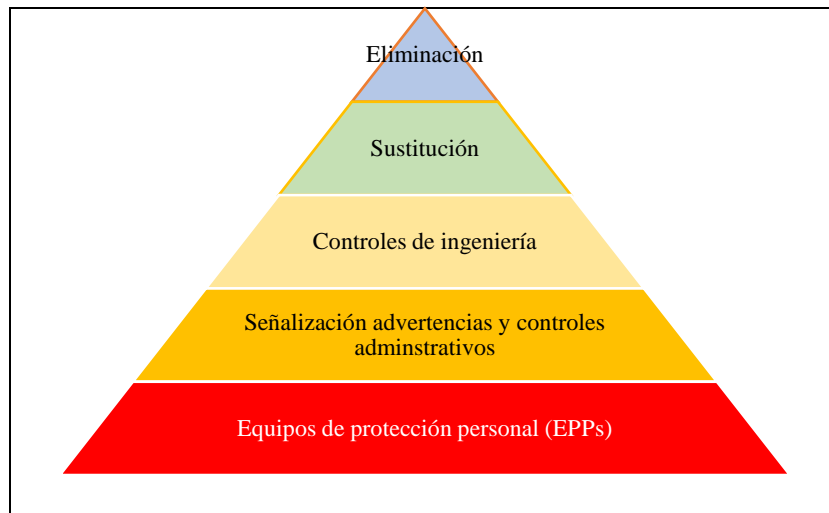 Eliminación
Sustitución
Controles de ingeniería
Señalización advertencias y controles
adminstrativos
Equipos de protección personal (EPPs)